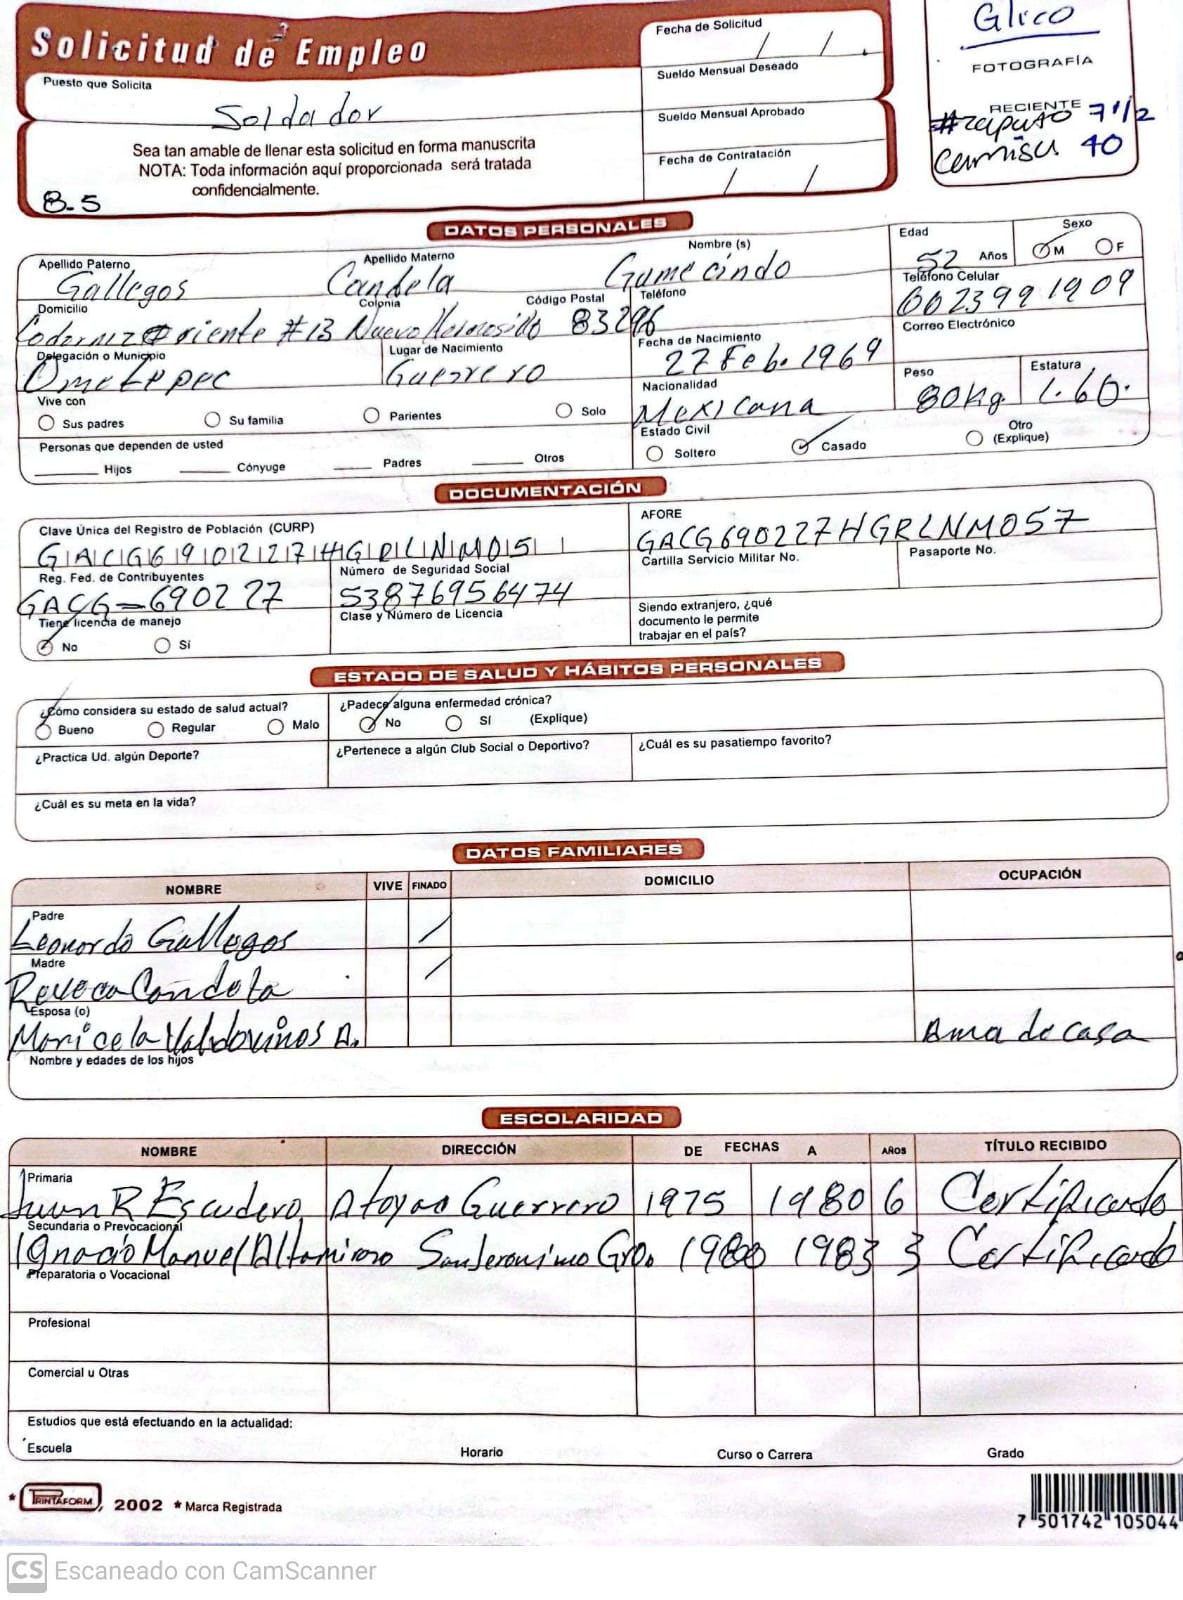 Solicitud de Empleo
Fecha de Solicitud
/ /
Glico
FOTOGRAFÍA
RECIENTE
#zapato 7 1/2
Camisa 40
Puesto que Solicita
Soldador
Sueldo Mensual Deseado
Sueldo Mensual Aprobado
Sea tan amable de llenar esta solicitud en forma manuscrita
NOTA: Toda información aquí proporcionada será tratada
confidencialmente.
Fecha de Contratación
/ /
8-5
DATOS PERSONALES
Apellido Paterno Apellido Materno Nombre (s) Edad Sexo
Gallegos Candela Gumecindo 52 Años M F
Domicilio Colonia Código Postal Teléfono Teléfono Celular
Codorniz Oriente #13 Nuevo Hermosillo 83296 6623991909
Delegación o Municipio Lugar de Nacimiento Fecha de Nacimiento Correo Electrónico
Ometepec Guerrero 27 Feb. 1969
Vive con Nacionalidad Peso Estatura
Sus padres Su familia Parientes Solo Mexicana 80Kg. 1.60.
Personas que dependen de usted Estado Civil
Hijos Cónyuge Padres Otros Soltero Casado Otro (Explique)
DOCUMENTACIÓN
Clave Única del Registro de Población (CURP) AFORE
GACG690227HGRLNM05 GACG690227HGRLNM057
Reg. Fed. de Contribuyentes Número de Seguridad Social Cartilla Servicio Militar No. Pasaporte No.
GACG-690227 53876956474
Tiene licencia de manejo Clase y Número de Licencia Siendo extranjero, ¿qué
documento le permite
trabajar en el país?
No Sí
ESTADO DE SALUD Y HÁBITOS PERSONALES
¿Cómo considera su estado de salud actual? ¿Padece alguna enfermedad crónica?
Bueno Regular Malo No Sí (Explique)
¿Practica Ud. algún Deporte? ¿Pertenece a algún Club Social o Deportivo? ¿Cuál es su pasatiempo favorito?
¿Cuál es su meta en la vida?
DATOS FAMILIARES
NOMBRE VIVE FINADO DOMICILIO OCUPACIÓN
Padre
Leonardo Gallegos /
Madre
Reveca Candela /
Esposa (o)
Maricela Valdovinos A. Ama de casa
Nombre y edades de los hijos
ESCOLARIDAD
NOMBRE DIRECCIÓN DE FECHAS A AÑOS TÍTULO RECIBIDO
Primaria
Juan R Escudero Atoyac Guerrero 1975 1980 6 Certificado
Secundaria o Prevocacional
Ignacio Manuel Altamirano San Jeronimo Gro. 1980 1983 3 Certificado
Preparatoria o Vocacional
Profesional
Comercial u Otras
Estudios que está efectuando en la actualidad:
Escuela Horario Curso o Carrera Grado
* PRINTAFORM, 2002 * Marca Registrada
7 501742 105044
CS Escaneado con CamScanner